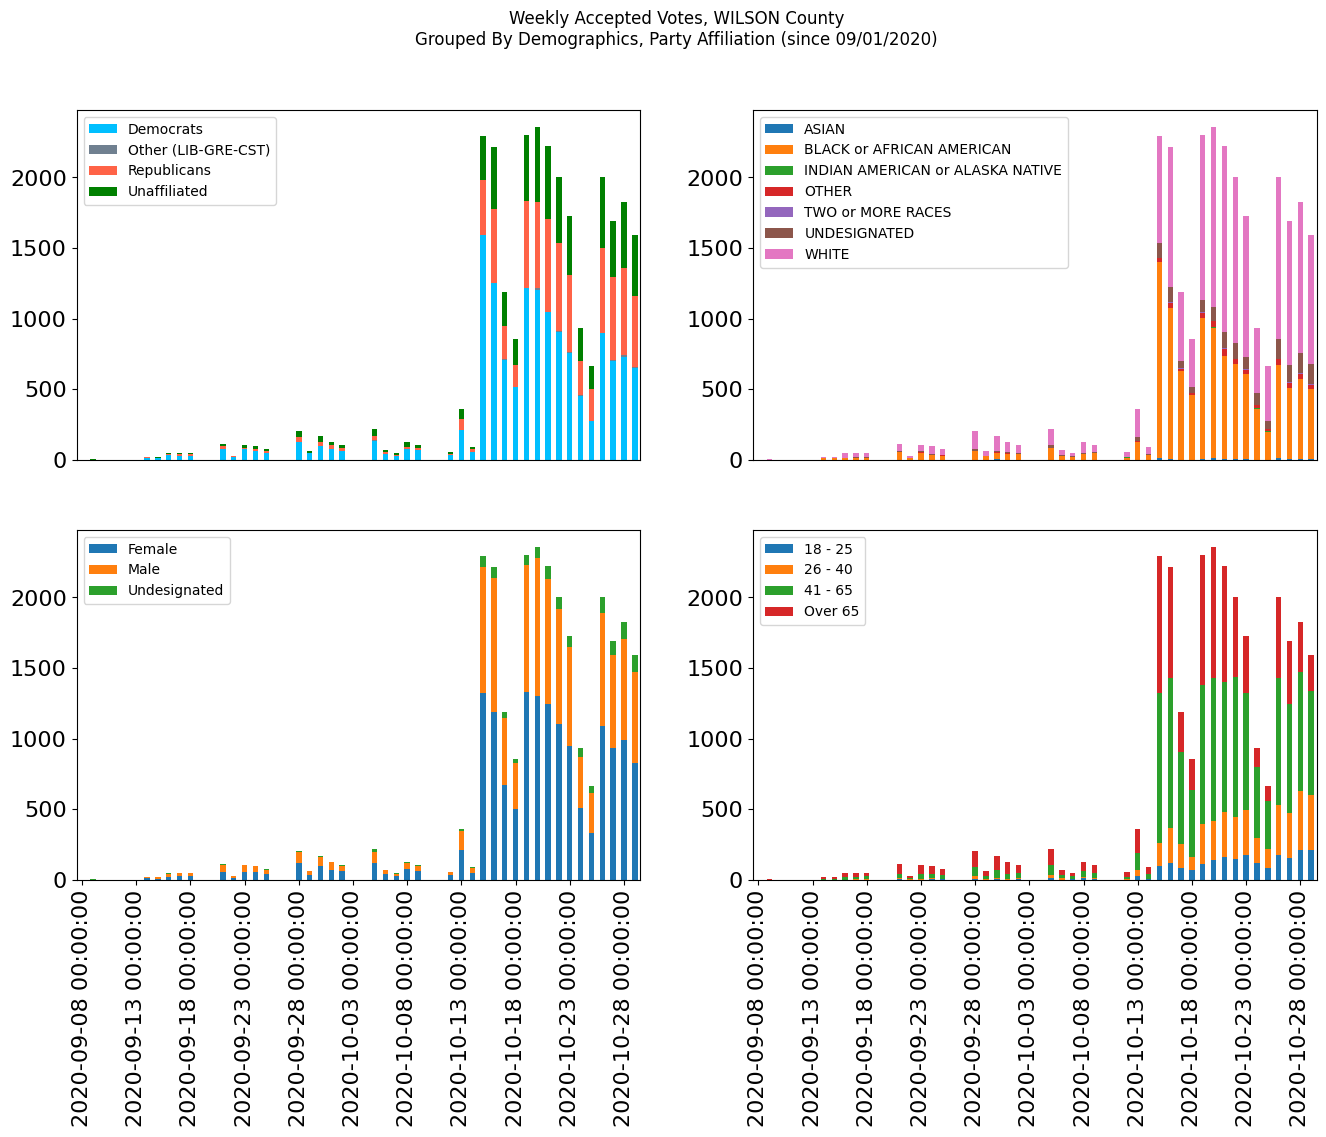 Weekly Accepted Votes, WILSON County
Grouped By Demographics, Party Affiliation (since 09/01/2020)
Democrats
Other (LIB-GRE-CST)
Republicans
Unaffiliated
2000
1500
1000
500
0
ASIAN
BLACK or AFRICAN AMERICAN
INDIAN AMERICAN or ALASKA NATIVE
OTHER
TWO or MORE RACES
UNDESIGNATED
WHITE
2000
1500
1000
500
0
Female
Male
Undesignated
2000
1500
1000
500
0
2020-09-08 00:00:00
2020-09-13 00:00:00
2020-09-18 00:00:00
2020-09-23 00:00:00
2020-09-28 00:00:00
2020-10-03 00:00:00
2020-10-08 00:00:00
2020-10-13 00:00:00
2020-10-18 00:00:00
2020-10-23 00:00:00
2020-10-28 00:00:00
18 - 25
26 - 40
41 - 65
Over 65
2000
1500
1000
500
0
2020-09-08 00:00:00
2020-09-13 00:00:00
2020-09-18 00:00:00
2020-09-23 00:00:00
2020-09-28 00:00:00
2020-10-03 00:00:00
2020-10-08 00:00:00
2020-10-13 00:00:00
2020-10-18 00:00:00
2020-10-23 00:00:00
2020-10-28 00:00:00